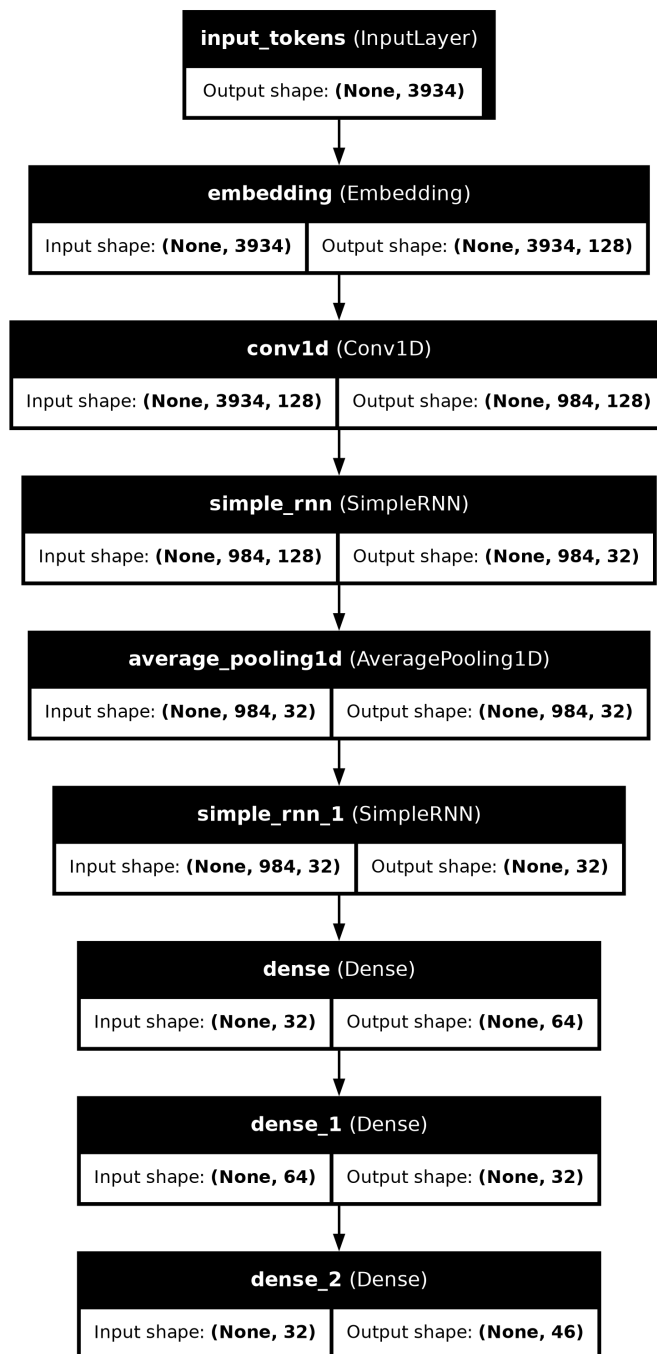 input_tokens (InputLayer)
Output shape: (None, 3934)
embedding (Embedding)
Input shape: (None, 3934) Output shape: (None, 3934, 128)
conv1d (Conv1D)
Input shape: (None, 3934, 128) Output shape: (None, 984, 128)
simple_rnn (SimpleRNN)
Input shape: (None, 984, 128) Output shape: (None, 984, 32)
average_pooling1d (AveragePooling1D)
Input shape: (None, 984, 32) Output shape: (None, 984, 32)
simple_rnn_1 (SimpleRNN)
Input shape: (None, 984, 32) Output shape: (None, 32)
dense (Dense)
Input shape: (None, 32) Output shape: (None, 64)
dense_1 (Dense)
Input shape: (None, 64) Output shape: (None, 32)
dense_2 (Dense)
Input shape: (None, 32) Output shape: (None, 46)